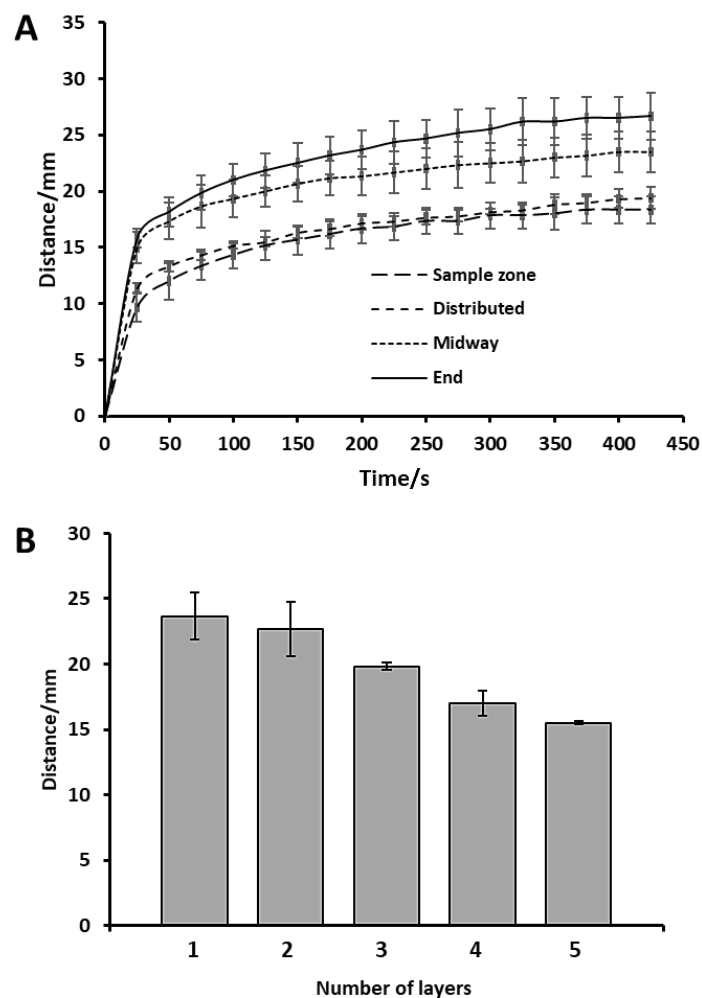 A
35
30
25
20
15
10
5
0
Distance/mm
Sample zone
Distributed
Midway
End
0 50 100 150 200 250 300 350 400 450
Time/s
B
30
25
20
15
10
5
0
Distance/mm
1 2 3 4 5
Number of layers